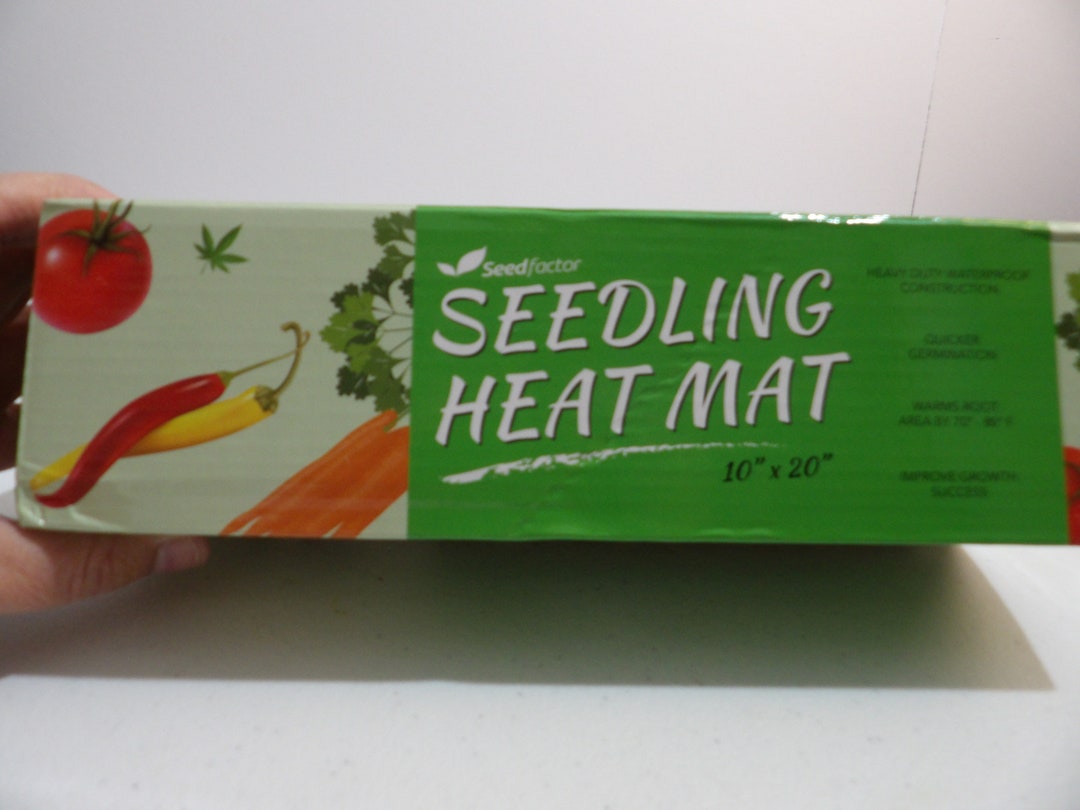 Seedfactor
SEEDLING
HEAT MAT
10” x 20”
HEAVY DUTY WATERPROOF
CONSTRUCTION
QUICKER
GERMINATION
WARMS ROOT
AREA BY 70°
IMPROVE GROWTH
SUCCESS